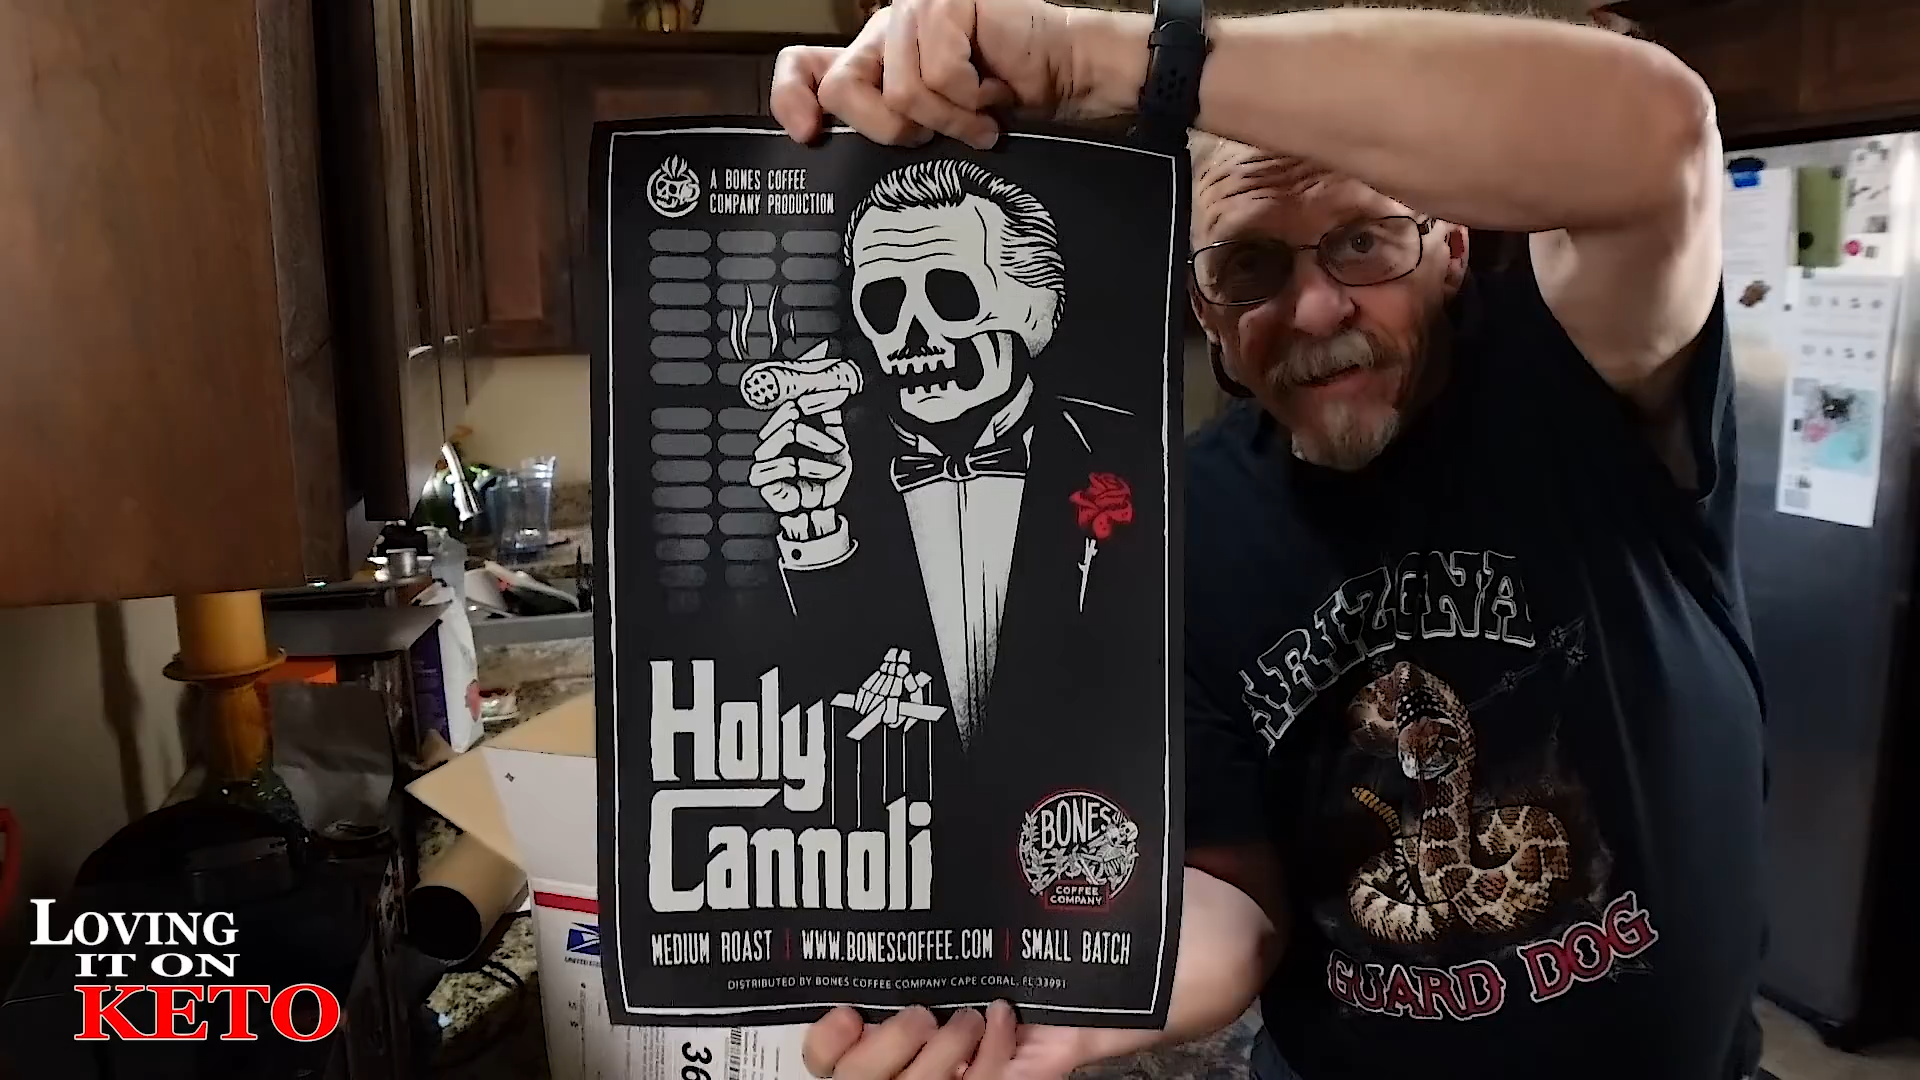 A BONES COFFEE
COMPANY PRODUCTION
Holy
Cannoli
BONES
COFFEE
COMPANY
MEDIUM ROAST | WWW.BONESCOFFEE.COM | SMALL BATCH
DISTRIBUTED BY BONES COFFEE COMPANY CAPE CORAL, FL 33991
ARIZONA
GUARD DOG
LOVING
IT ON
KETO
36